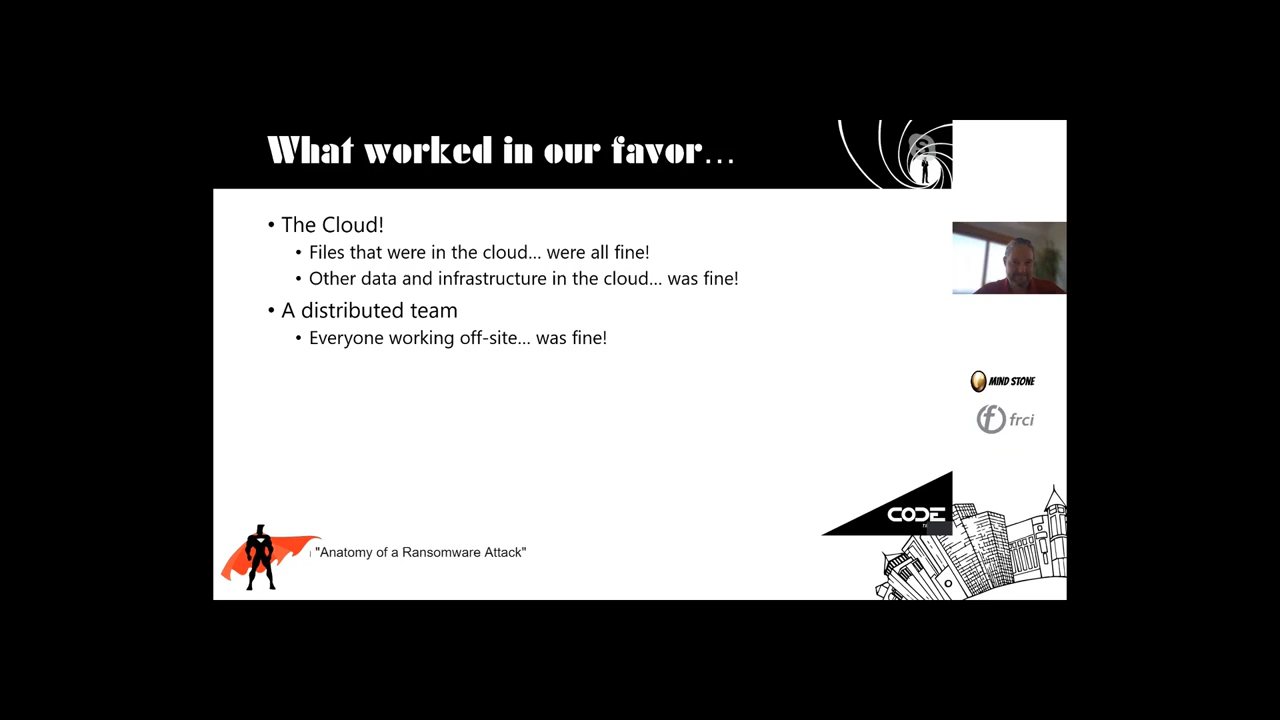 What worked in our favor...
• The Cloud!
• Files that were in the cloud... were all fine!
• Other data and infrastructure in the cloud... was fine!
• A distributed team
• Everyone working off-site... was fine!
MIND STONE
frci
CODE
"Anatomy of a Ransomware Attack"